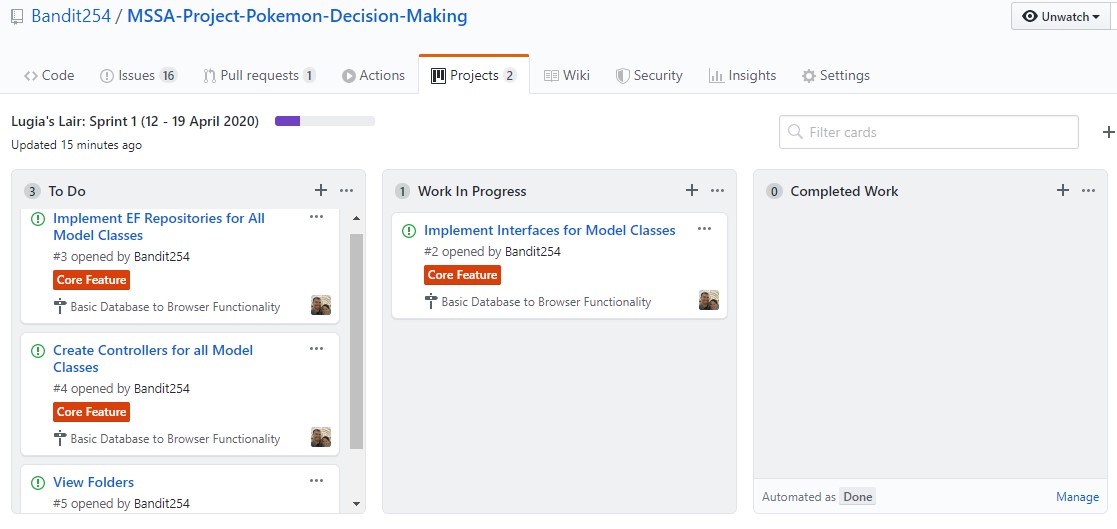 Bandit254 / MSSA-Project-Pokemon-Decision-Making
Unwatch
Code
Issues 16
Pull requests 1
Actions
Projects 2
Wiki
Security
Insights
Settings
Lugia's Lair: Sprint 1 (12 - 19 April 2020)
Updated 15 minutes ago
Filter cards
3 To Do
Implement EF Repositories for All
Model Classes
#3 opened by Bandit254
Core Feature
Basic Database to Browser Functionality
Create Controllers for all Model
Classes
#4 opened by Bandit254
Core Feature
Basic Database to Browser Functionality
View Folders
#5 opened by Bandit254
1 Work In Progress
Implement Interfaces for Model Classes
#2 opened by Bandit254
Core Feature
Basic Database to Browser Functionality
0 Completed Work
Automated as Done
Manage